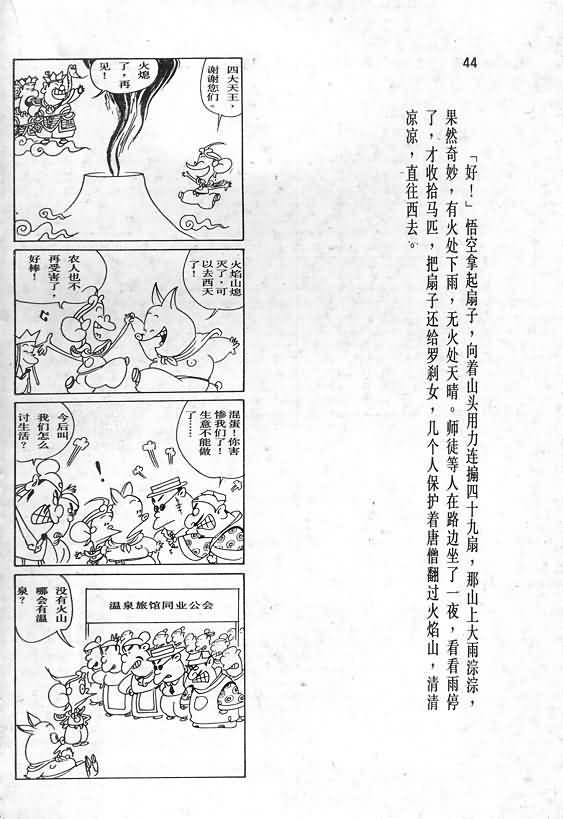 44
「好！」悟空拿起扇子，向着山头用力连搧四十九扇，那山上大雨淙淙，
果然奇妙，有火处下雨，无火处天晴。师徒等人在路边坐了一夜，看看雨停
了，才收拾马匹，把扇子还给罗刹女，几个人保护着唐僧翻过火焰山，清清
凉凉，直往西去。
四大天王，
谢谢您们。
火熄
了，再
见！
火焰山熄
灭了，可
以去西天
了！
农人也不
再受害了，
好棒！
混蛋！你害
惨我们了！
生意不能做
了……
今后叫
我们怎么
讨生活？
温泉旅馆同业公会
没有火山
哪会有温
泉？